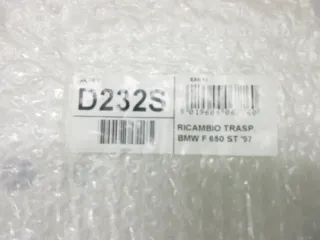 D232S
RICAMBIO TRASP.
BMW F 650 ST '97